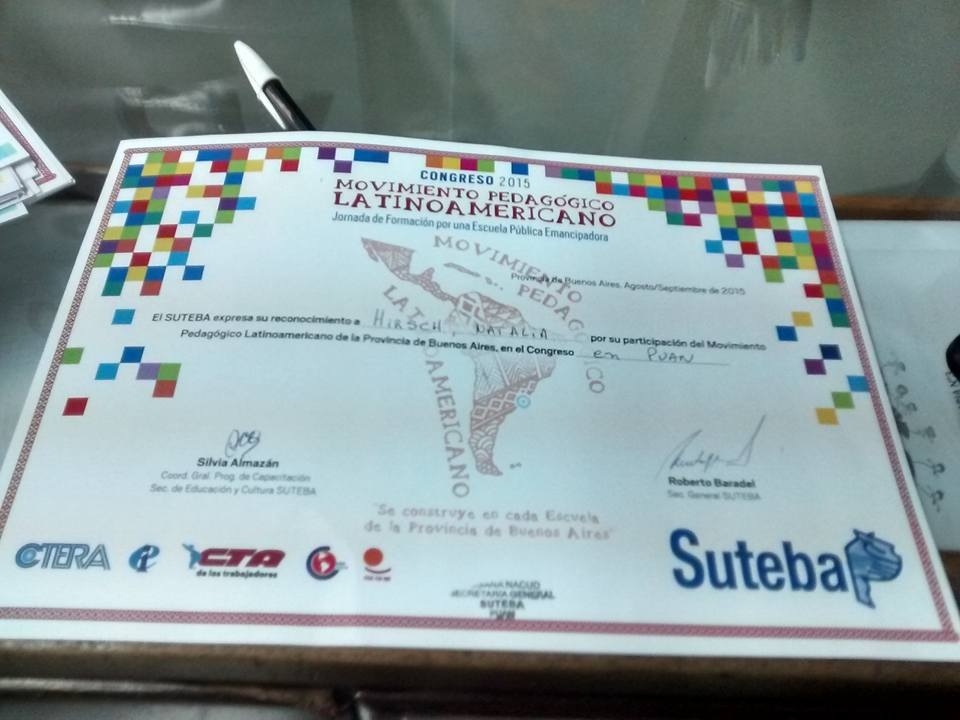 CONGRESO 2015
MOVIMIENTO PEDAGÓGICO
LATINOAMERICANO
Jornada de Formación por una Escuela Pública Emancipadora
MOVIMIENTO PEDAGÓGICO
LATINOAMERICANO
Provincia de Buenos Aires, Agosto/Septiembre de 2015
El SUTEBA expresa su reconocimiento a HIRSCH, NATALIA por su participación del Movimiento
Pedagógico Latinoamericano de la Provincia de Buenos Aires, en el Congreso en PUAN
Silvia Almazán
Coord. Gral. Prog. de Capacitación
Sec. de Educación y Cultura SUTEBA
Roberto Baradel
Sec. General SUTEBA
"Se construye en cada Escuela
de la Provincia de Buenos Aires"
CTERA
CTA
de los trabajadores
Suteba
NACUD
SECRETARIA GENERAL
SUTEBA
PUAN